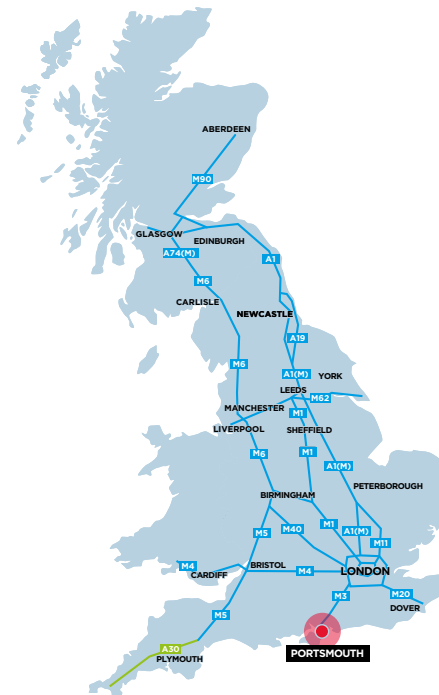 ABERDEEN
M90
GLASGOW
EDINBURGH
A74(M)
A1
M6
CARLISLE
NEWCASTLE
A19
M6
A1(M)
YORK
LEEDS
M62
MANCHESTER
M1
LIVERPOOL
SHEFFIELD
M6
M1
A1(M)
PETERBOROUGH
BIRMINGHAM
M5
M40
M1
A1(M)
M11
M4
CARDIFF
BRISTOL
M4
LONDON
M3
M20
DOVER
M5
A30
PLYMOUTH
PORTSMOUTH